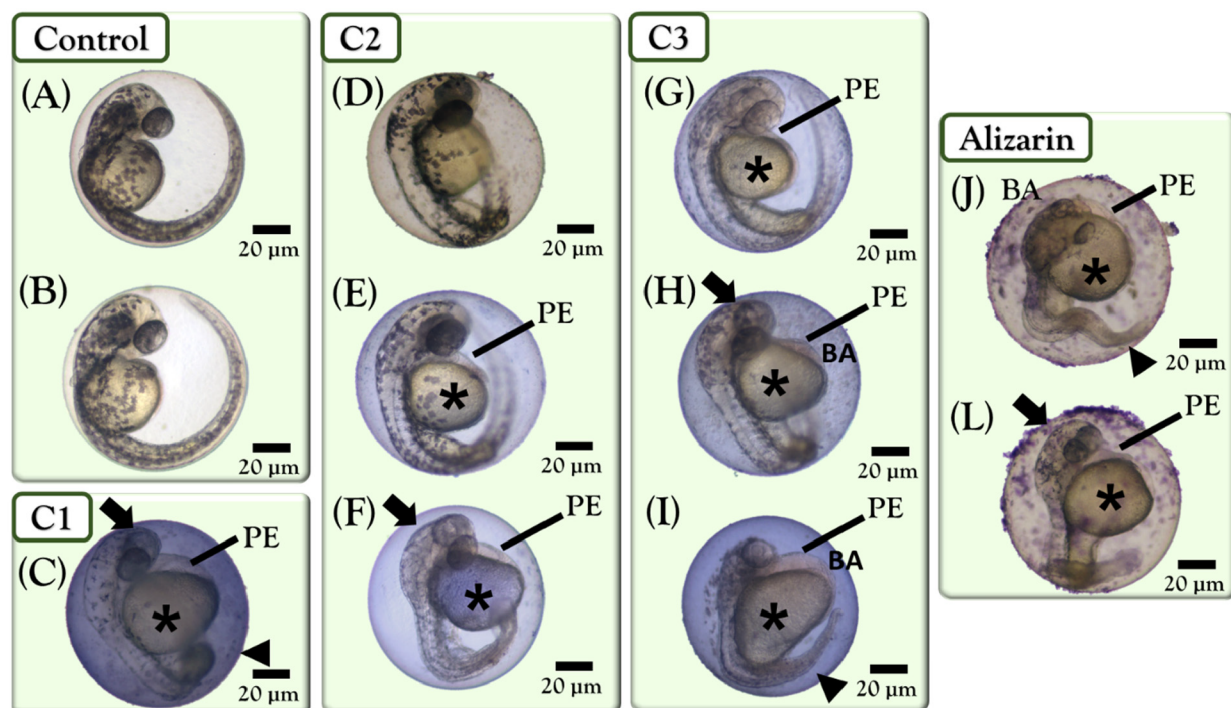 Control
(A)
20 µm
(B)
20 µm
C1
(C)
PE
*
20 µm
C2
(D)
20 µm
(E)
PE
*
20 µm
(F)
PE
*
20 µm
C3
(G)
PE
*
20 µm
(H)
PE
BA
*
20 µm
(I)
PE
BA
*
20 µm
Alizarin
(J)
BA
PE
*
20 µm
(L)
PE
*
20 µm